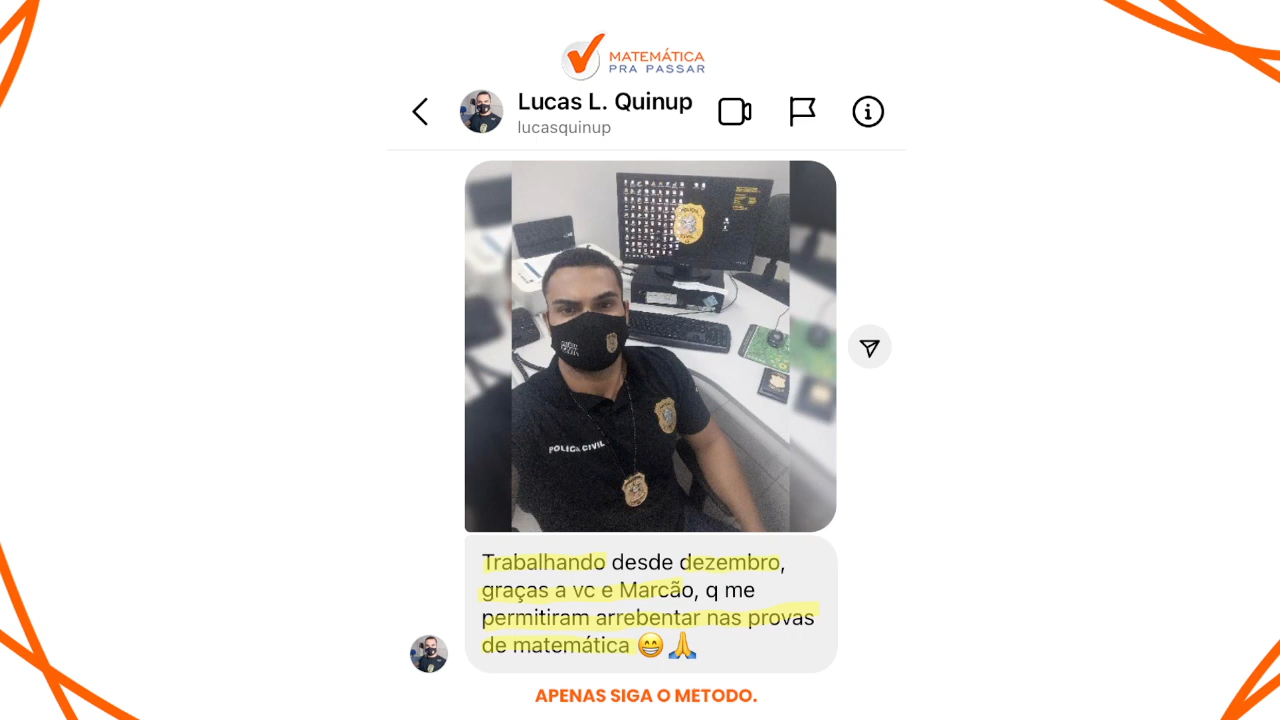 MATEMÁTICA
PRA PASSAR
Lucas L. Quinup
lucasquinup
POLÍCIA CIVIL
Trabalhando desde dezembro,
graças a vc e Marcão, q me
permitiram arrebentar nas provas
de matemática 😁🙏
APENAS SIGA O METODO.